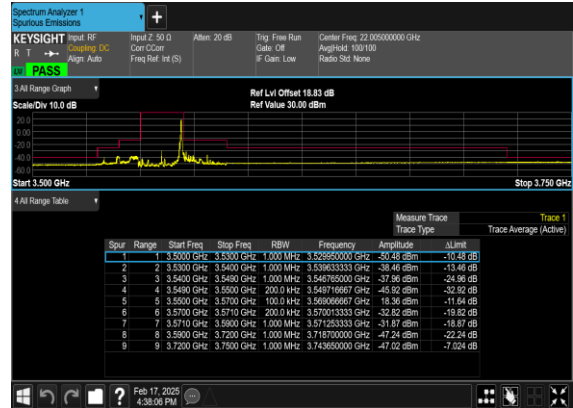 Spectrum Analyzer 1
Spurious Emissions
KEYSIGHT Input: RF Input Z: 50 Ω Atten: 20 dB Trig: Free Run Center Freq: 22.005000000 GHz
R T Coupling: DC Corr CCorr Gate: Off Avg|Hold: 100/100
Align: Auto Freq Ref: Int (S) IF Gain: Low Radio Std: None
PASS
3 All Range Graph
Ref Lvl Offset 18.83 dB
Scale/Div 10.0 dB Ref Value 30.00 dBm
20.0
0.00
-20.0
-40.0
-60.0
Start 3.500 GHz Stop 3.750 GHz
4 All Range Table
Measure Trace Trace 1
Trace Type Trace Average (Active)
Spur Range Start Freq Stop Freq RBW Frequency Amplitude ΔLimit
1 1 3.5000 GHz 3.5300 GHz 1.000 MHz 3.529950000 GHz -50.48 dBm -10.48 dB
2 2 3.5300 GHz 3.5400 GHz 1.000 MHz 3.539633333 GHz -38.46 dBm -13.46 dB
3 3 3.5400 GHz 3.5490 GHz 1.000 MHz 3.546765000 GHz -37.96 dBm -24.96 dB
4 4 3.5490 GHz 3.5500 GHz 200.0 kHz 3.549716667 GHz -45.92 dBm -32.92 dB
5 5 3.5500 GHz 3.5700 GHz 100.0 kHz 3.569066667 GHz 18.36 dBm -11.64 dB
6 6 3.5700 GHz 3.5710 GHz 200.0 kHz 3.570013333 GHz -32.82 dBm -19.82 dB
7 7 3.5710 GHz 3.5900 GHz 1.000 MHz 3.571253333 GHz -31.87 dBm -18.87 dB
8 8 3.5900 GHz 3.7200 GHz 1.000 MHz 3.718700000 GHz -47.24 dBm -22.24 dB
9 9 3.7200 GHz 3.7500 GHz 1.000 MHz 3.743650000 GHz -47.02 dBm -7.024 dB
? Feb 17, 2025
4:38:06 PM